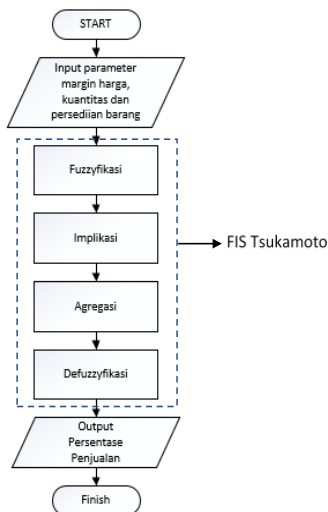 START
Input parameter
margin harga,
kuantitas dan
persediian barang
Fuzzyfikasi
Implikasi
FIS Tsukamoto
Agregasi
Defuzzyfikasi
Output
Persentase
Penjualan
Finish